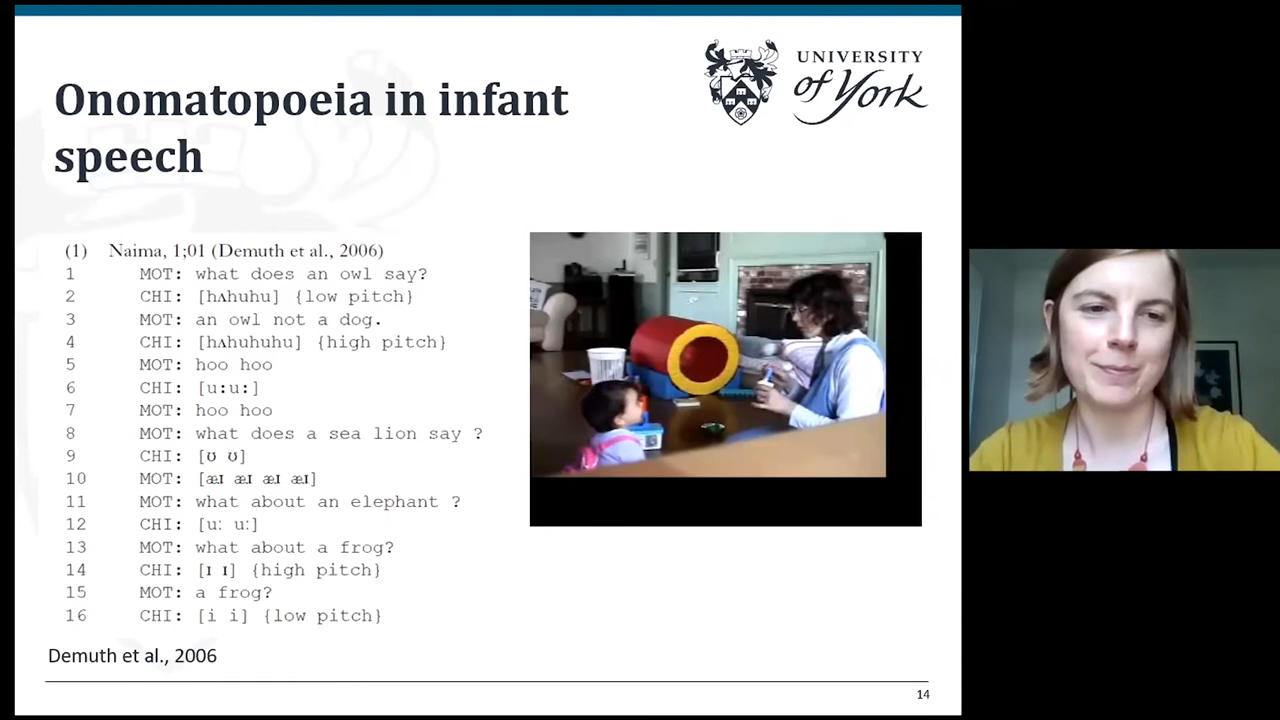 UNIVERSITY
of York
Onomatopoeia in infant
speech
(1) Naima, 1;01 (Demuth et al., 2006)
1 MOT: what does an owl say?
2 CHI: [hʌhuhu] {low pitch}
3 MOT: an owl not a dog.
4 CHI: [hʌhuhuhu] {high pitch}
5 MOT: hoo hoo
6 CHI: [uːuː]
7 MOT: hoo hoo
8 MOT: what does a sea lion say ?
9 CHI: [ʊ ʊ]
10 MOT: [æɪ æɪ æɪ æɪ]
11 MOT: what about an elephant ?
12 CHI: [uː uː]
13 MOT: what about a frog?
14 CHI: [ɪ ɪ] {high pitch}
15 MOT: a frog?
16 CHI: [i i] {low pitch}
Demuth et al., 2006
14